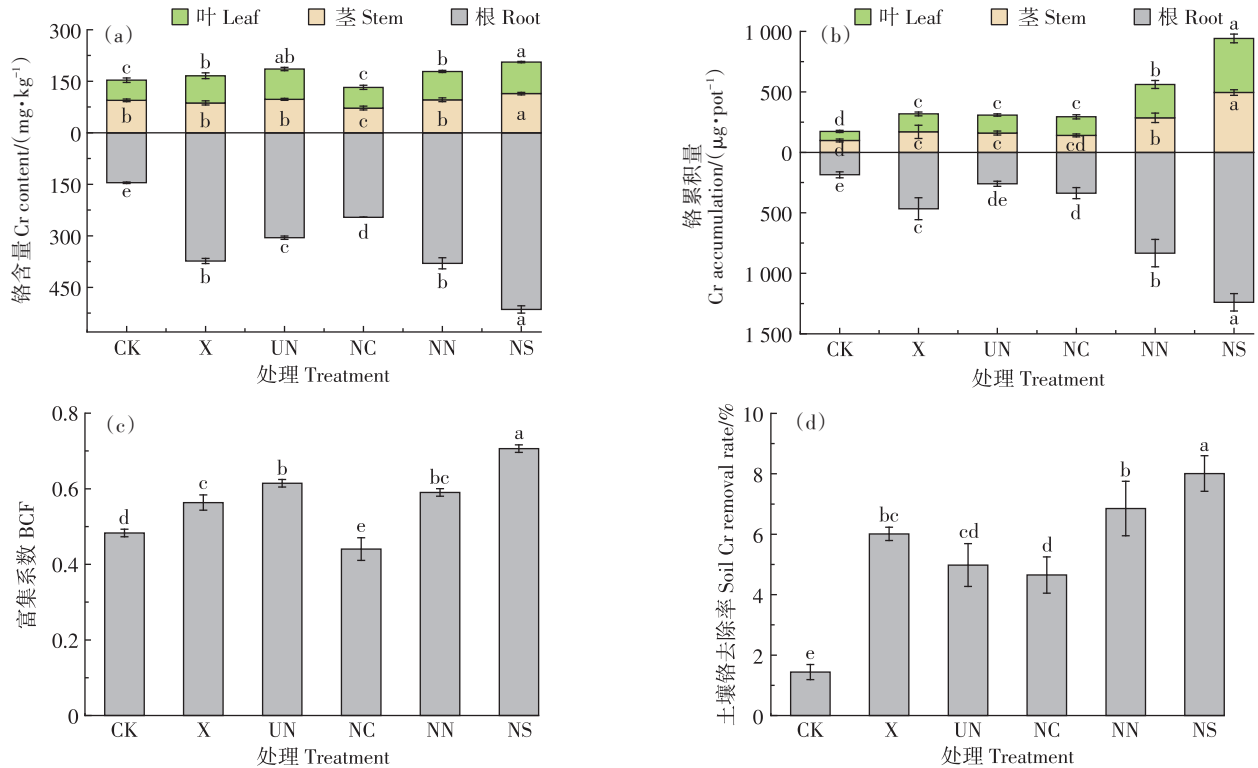 叶 Leaf 茎 Stem 根 Root
(a)
300
150
0
150
300
450
铬含量 Cr content/(mg•kg⁻¹)
c b ab c b a
b b b c b a
e b c d b a
CK X UN NC NN NS
处理 Treatment
叶 Leaf 茎 Stem 根 Root
(b)
1 000
500
0
500
1 000
1 500
铬累积量
Cr accumulation/(μg•pot⁻¹)
d c c c b a
d c c cd b a
e c de d b a
CK X UN NC NN NS
处理 Treatment
(c)
0.8
0.6
0.4
0.2
0
富集系数 BCF
d c b e bc a
CK X UN NC NN NS
处理 Treatment
(d)
10
8
6
4
2
0
土壤铬去除率 Soil Cr removal rate/%
e bc cd d b a
CK X UN NC NN NS
处理 Treatment